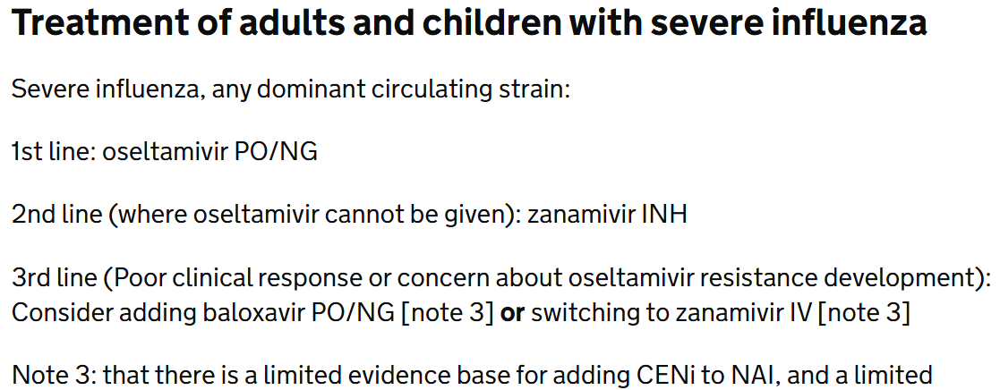 Treatment of adults and children with severe influenza
Severe influenza, any dominant circulating strain:
1st line: oseltamivir PO/NG
2nd line (where oseltamivir cannot be given): zanamivir INH
3rd line (Poor clinical response or concern about oseltamivir resistance development):
Consider adding baloxavir PO/NG [note 3] or switching to zanamivir IV [note 3]
Note 3: that there is a limited evidence base for adding CENi to NAI, and a limited